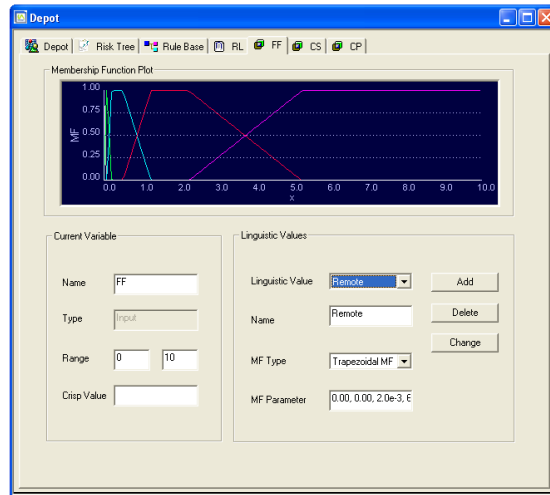 Depot
Depot Risk Tree Rule Base RL FF CS CP
Membership Function Plot
1.00
0.75
0.50
0.25
0.00
MF
0.0 1.0 2.0 3.0 4.0 5.0 6.0 7.0 8.0 9.0 10.0
X
Current Variable
Name FF
Type Input
Range 0 10
Crisp Value
Linguistic Values
Linguistic Value Remote Add
Name Remote Delete
Change
MF Type Trapezoidal MF
MF Parameter 0.00, 0.00, 2.0e-3, 6